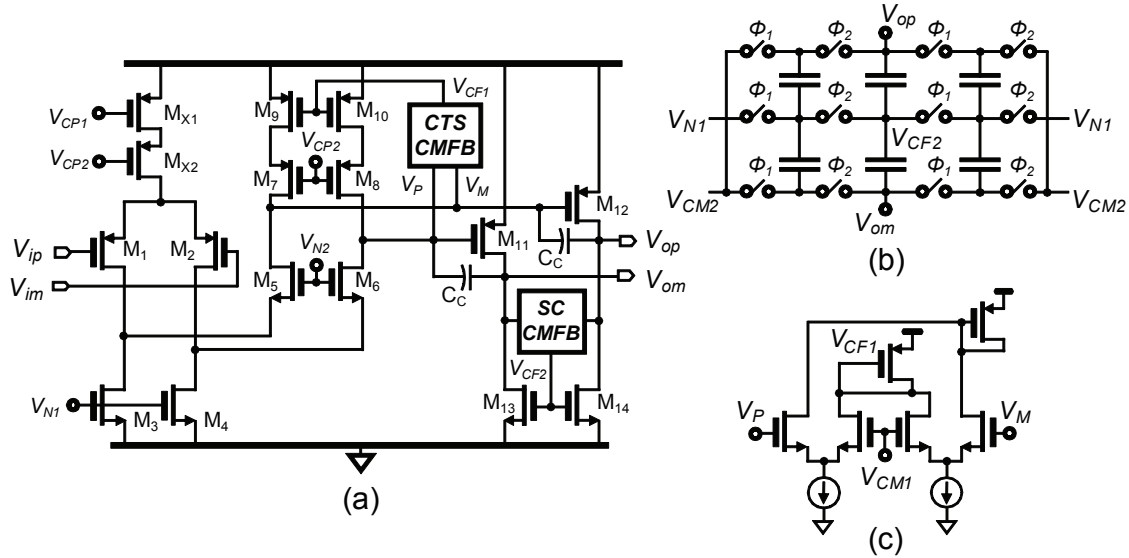 V_CP1
M_X1
V_CP2
M_X2
M_9
M_10
V_CF1
CTS
CMFB
V_CP2
M_7
M_8
V_P
V_M
M_12
V_ip
M_1
M_2
V_im
V_N2
M_5
M_6
M_11
C_C
V_op
C_C
V_om
SC
CMFB
V_CF2
V_N1
M_3
M_4
M_13
M_14
(a)
V_op
Φ_1
Φ_2
Φ_1
Φ_2
Φ_1
Φ_2
Φ_1
Φ_2
V_N1
V_CF2
V_N1
Φ_1
Φ_2
Φ_1
Φ_2
V_CM2
V_CM2
V_om
(b)
V_CF1
V_P
V_M
V_CM1
(c)